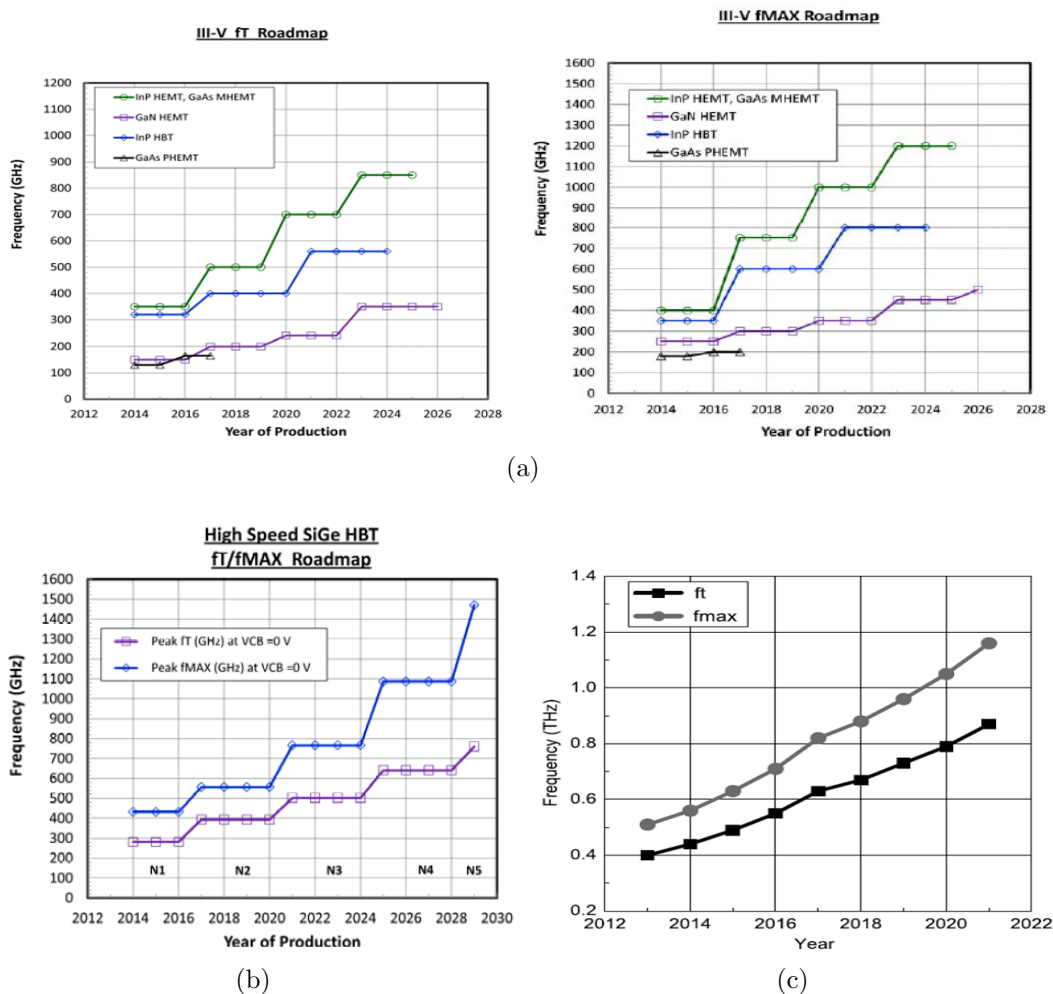 III-V fT Roadmap
1200
1100
1000
900
800
700
600
500
400
300
200
100
0
Frequency (GHz)
InP HEMT, GaAs MHEMT
GaN HEMT
InP HBT
GaAs PHEMT
2012 2014 2016 2018 2020 2022 2024 2026 2028
Year of Production
III-V fMAX Roadmap
1600
1500
1400
1300
1200
1100
1000
900
800
700
600
500
400
300
200
100
0
Frequency (GHz)
InP HEMT, GaAs MHEMT
GaN HEMT
InP HBT
GaAs PHEMT
2012 2014 2016 2018 2020 2022 2024 2026 2028
Year of Production
(a)
High Speed SiGe HBT
fT/fMAX Roadmap
1600
1500
1400
1300
1200
1100
1000
900
800
700
600
500
400
300
200
100
0
Frequency (GHz)
Peak fT (GHz) at VCB =0 V
Peak fMAX (GHz) at VCB =0 V
N1 N2 N3 N4 N5
2012 2014 2016 2018 2020 2022 2024 2026 2028 2030
Year of Production
(b)
1.4
1.2
1.0
0.8
0.6
0.4
0.2
Frequency (THz)
ft
fmax
2012 2014 2016 2018 2020 2022
Year
(c)